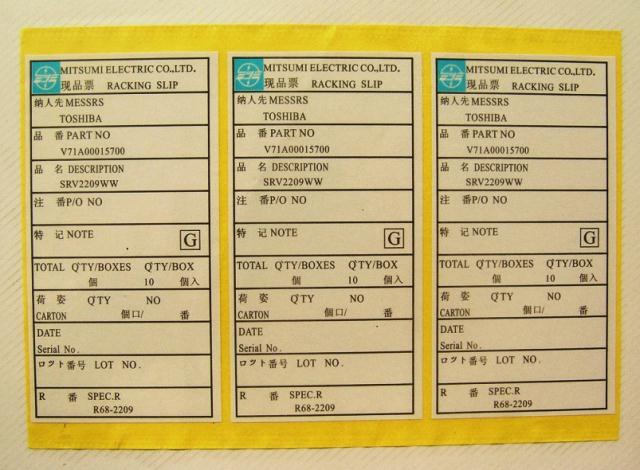 MITSUMI ELECTRIC CO.,LTD.
現品票 RACKING SLIP
納人先 MESSRS
TOSHIBA
品 番 PART NO
V71A00015700
品 名 DESCRIPTION
SRV2209WW
注 番 P/O NO
特 记 NOTE G
TOTAL Q'TY/BOXES Q'TY/BOX
個 10 個入
荷 姿 Q'TY NO
CARTON 個口/ 番
DATE
Serial No.
ロツト番号 LOT NO.
R 番 SPEC.R
R68-2209
MITSUMI ELECTRIC CO.,LTD.
現品票 RACKING SLIP
納人先 MESSRS
TOSHIBA
品 番 PART NO
V71A00015700
品 名 DESCRIPTION
SRV2209WW
注 番 P/O NO
特 记 NOTE G
TOTAL Q'TY/BOXES Q'TY/BOX
個 10 個入
荷 姿 Q'TY NO
CARTON 個口/ 番
DATE
Serial No.
ロツト番号 LOT NO.
R 番 SPEC.R
R68-2209
MITSUMI ELECTRIC CO.,LTD.
現品票 RACKING SLIP
納人先 MESSRS
TOSHIBA
品 番 PART NO
V71A00015700
品 名 DESCRIPTION
SRV2209WW
注 番 P/O NO
特 记 NOTE G
TOTAL Q'TY/BOXES Q'TY/BOX
個 10 個入
荷 姿 Q'TY NO
CARTON 個口/ 番
DATE
Serial No.
ロツト番号 LOT NO.
R 番 SPEC.R
R68-2209